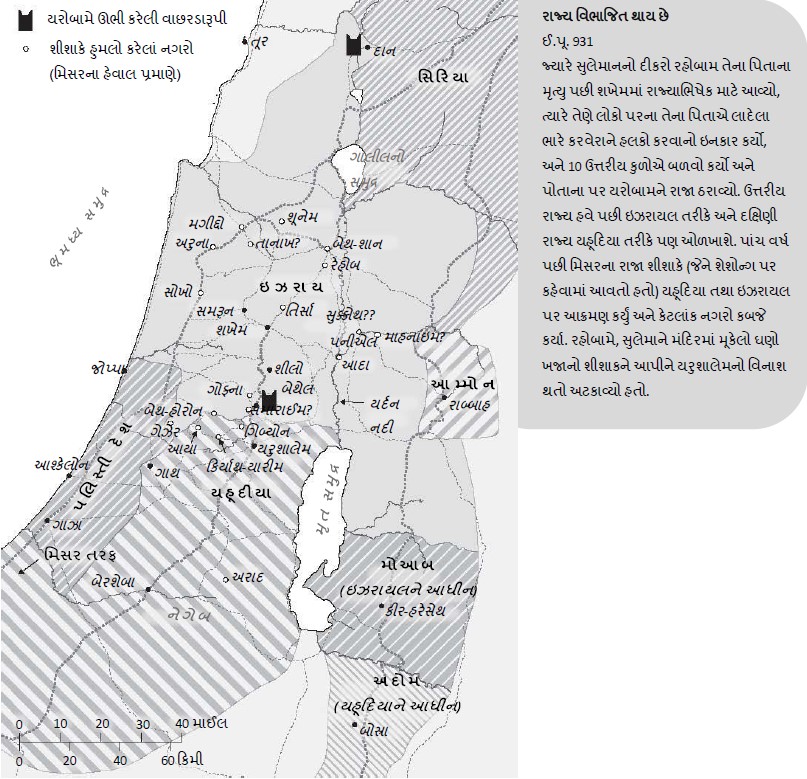 યરોબામે ઊભી કરેલી વાછરડારૂપી
શીશાકે હુમલો કરેલાં નગરો
(મિસરના હેવાલ પ્રમાણે)
તૂર
દાન
સિરિયા
ગાલીલનો
સમુદ્ર
ભૂમધ્ય સમુદ્ર
શૂનેમ
મગીદ્દો
અરુના
તાનાખ?
બેથ-શાન
રેહોબ
ઇઝરાય
સોખો
સમરૂન
તિર્સા
સુક્કોથ??
શખેમ
પનીએલ
માહનાઇમ?
આદા
જોપ્પા
શીલો
આમ્મોન
રાબ્બાહ
ગોફના
બેથેલ
સેમારાઈમ?
બેથ-હોરોન
ગેઝેર
ગિબ્યોન
યર્દન
નદી
આયા
યરુશાલેમ
કિર્યાથ-યારીમ
આશ્કેલોન
ગાથ
પલિસ્તી દેશ
યહૂદીયા
મૃત સમુદ્ર
ગાઝા
મિસર તરફ
મોઆબ
(ઇઝરાયલને આધીન)
કીર-હરેસેથ
બેરશેબા
અરાદ
નેગેબ
અદોમ
(યહૂદિયાને આધીન)
બોસા
0 10 20 30 40 માઈલ
0 20 40 60 કિમી
રાજ્ય વિભાજિત થાય છે
ઈ.પૂ. 931
જ્યારે સુલેમાનનો દીકરો રહોબામ તેના પિતાના
મૃત્યુ પછી શખેમમાં રાજ્યાભિષેક માટે આવ્યો,
ત્યારે તેણે લોકો પરના તેના પિતાએ લાદેલા
ભારે કરવેરાને હલકો કરવાનો ઇનકાર કર્યો,
અને 10 ઉત્તરીય કુળોએ બળવો કર્યો અને
પોતાના પર યરોબામને રાજા ઠરાવ્યો. ઉત્તરીય
રાજ્ય હવે પછી ઇઝરાયલ તરીકે અને દક્ષિણી
રાજ્ય યહૂદિયા તરીકે પણ ઓળખાશે. પાંચ વર્ષ
પછી મિસરના રાજા શીશાકે (જેને શેશોન્ગ પર
કહેવામાં આવતો હતો) યહૂદિયા તથા ઇઝરાયલ
પર આક્રમણ કર્યું અને કેટલાંક નગરો કબજે
કર્યા. રહોબામે, સુલેમાને મંદિરમાં મૂકેલો ઘણો
ખજાનો શીશાકને આપીને યરુશાલેમનો વિનાશ
થતો અટકાવ્યો હતો.